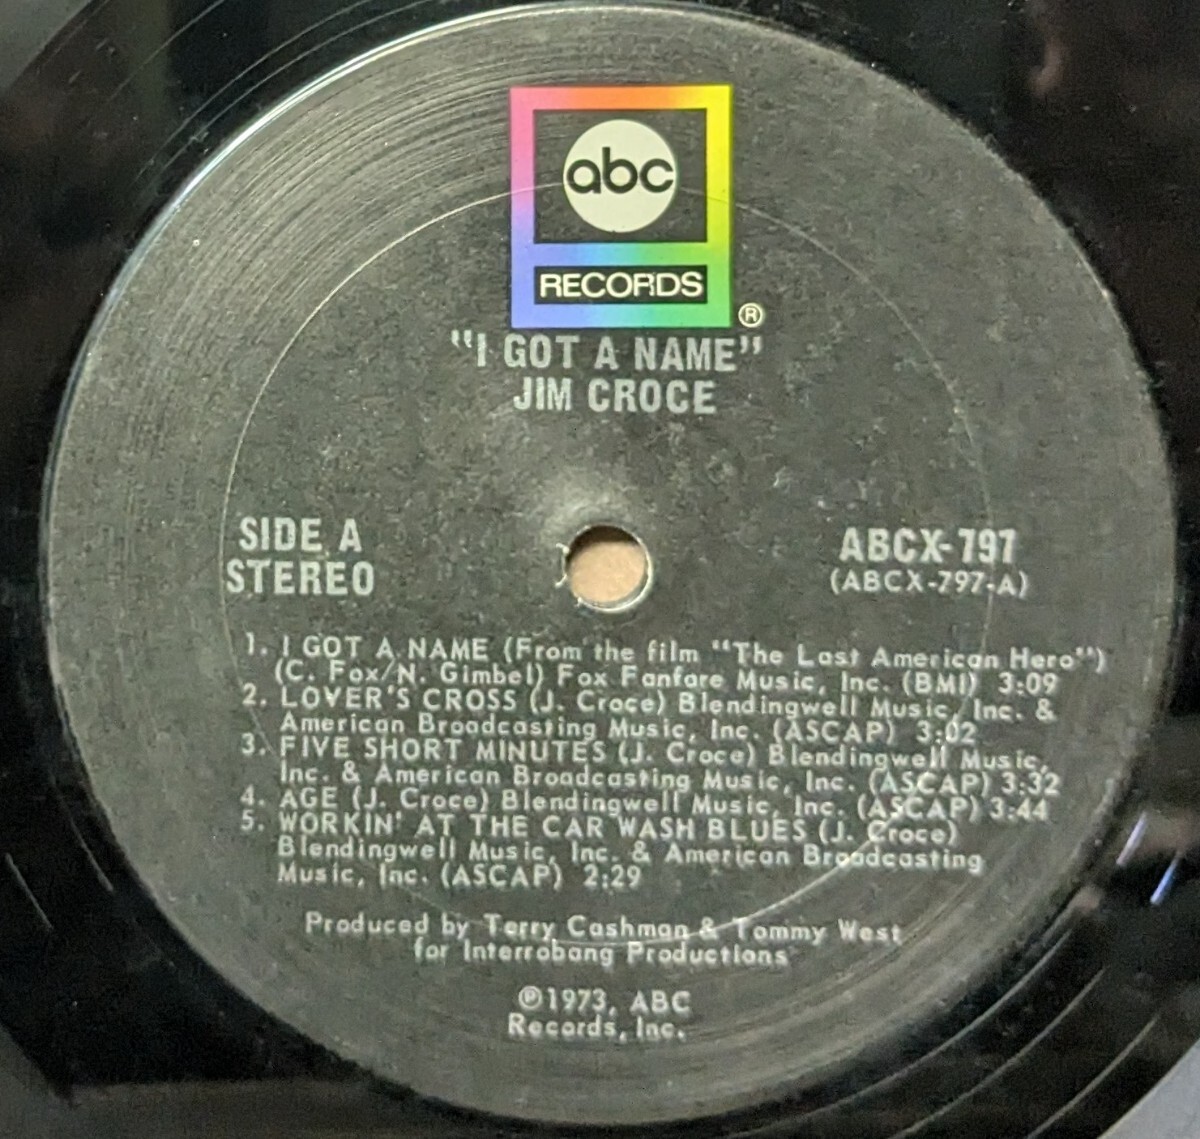 abc
RECORDS
®
"I GOT A NAME"
JIM CROCE
SIDE A
STEREO
ABCX-797
(ABCX-797-A)
1. I GOT A NAME (From the film "The Last American Hero")
(C. Fox/N. Gimbel) Fox Fanfare Music, Inc. (BMI) 3:09
2. LOVER'S CROSS (J. Croce) Blendingwell Music, Inc. &
American Broadcasting Music, Inc. (ASCAP) 3:02
3. FIVE SHORT MINUTES (J. Croce) Blendingwell Music,
Inc. & American Broadcasting Music, Inc. (ASCAP) 3:32
4. AGE (J. Croce) Blendingwell Music, Inc. (ASCAP) 3:44
5. WORKIN' AT THE CAR WASH BLUES (J. Croce)
Blendingwell Music, Inc. & American Broadcasting
Music, Inc. (ASCAP) 2:29
Produced by Terry Cashman & Tommy West
for Interrobang Productions
℗1973, ABC
Records, Inc.